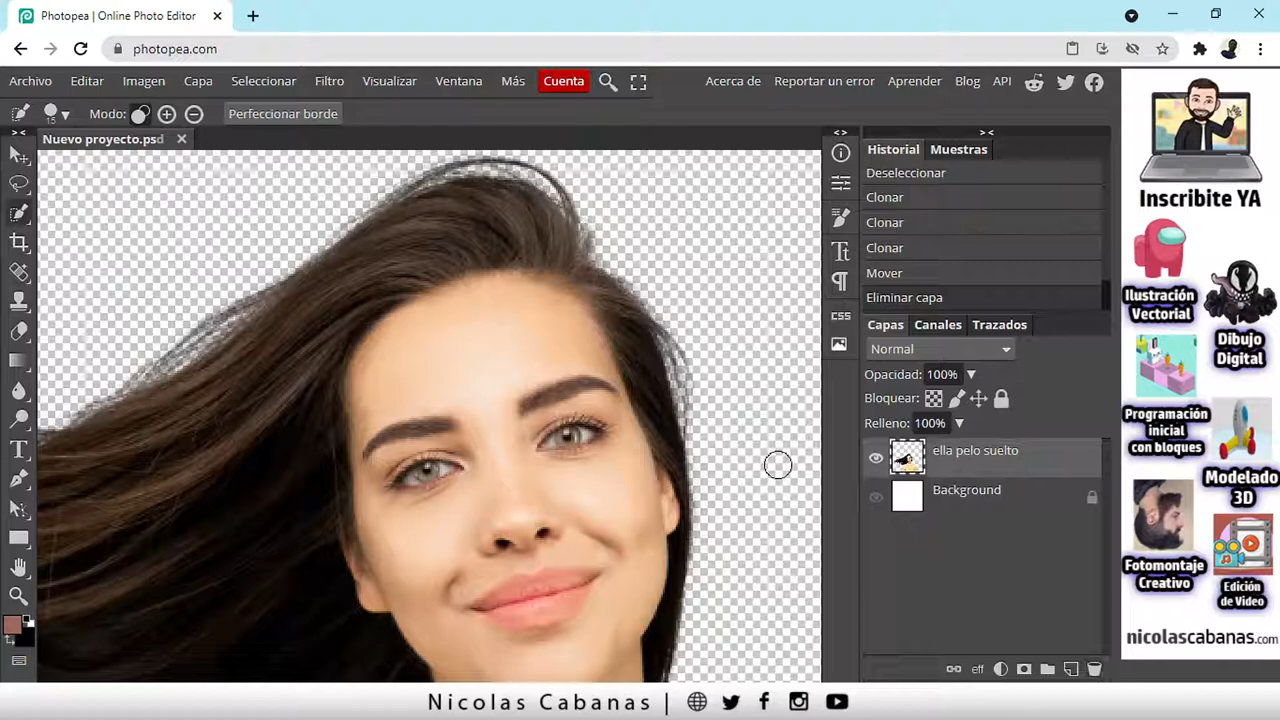 Photopea | Online Photo Editor
photopea.com
Archivo Editar Imagen Capa Seleccionar Filtro Visualizar Ventana Más Cuenta Acerca de Reportar un error Aprender Blog API
15 Modo: Perfeccionar borde
Nuevo proyecto.psd
Historial Muestras
Deseleccionar
Clonar
Clonar
Clonar
Mover
Eliminar capa
CSS
Capas Canales Trazados
Normal
Opacidad: 100%
Bloquear:
Relleno: 100%
ella pelo suelto
Background
eff
Inscribite YA
Ilustración
Vectorial
Dibujo
Digital
Programación
inicial
con bloques
Modelado
3D
Fotomontaje
Creativo
Edición
de Video
nicolascabanas.com
Nicolas Cabanas |